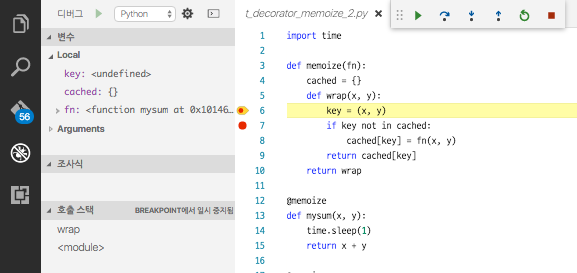 디버그
Python
변수
Local
key: <undefined>
cached: {}
fn: <function mysum at 0x10146…
Arguments
조사식
호출 스택
BREAKPOINT에서 일시 중지됨
wrap
<module>
56
t_decorator_memoize_2.py
1 import time
2
3 def memoize(fn):
4 cached = {}
5 def wrap(x, y):
6 key = (x, y)
7 if key not in cached:
8 cached[key] = fn(x, y)
9 return cached[key]
10 return wrap
11
12 @memoize
13 def mysum(x, y):
14 time.sleep(1)
15 return x + y
16